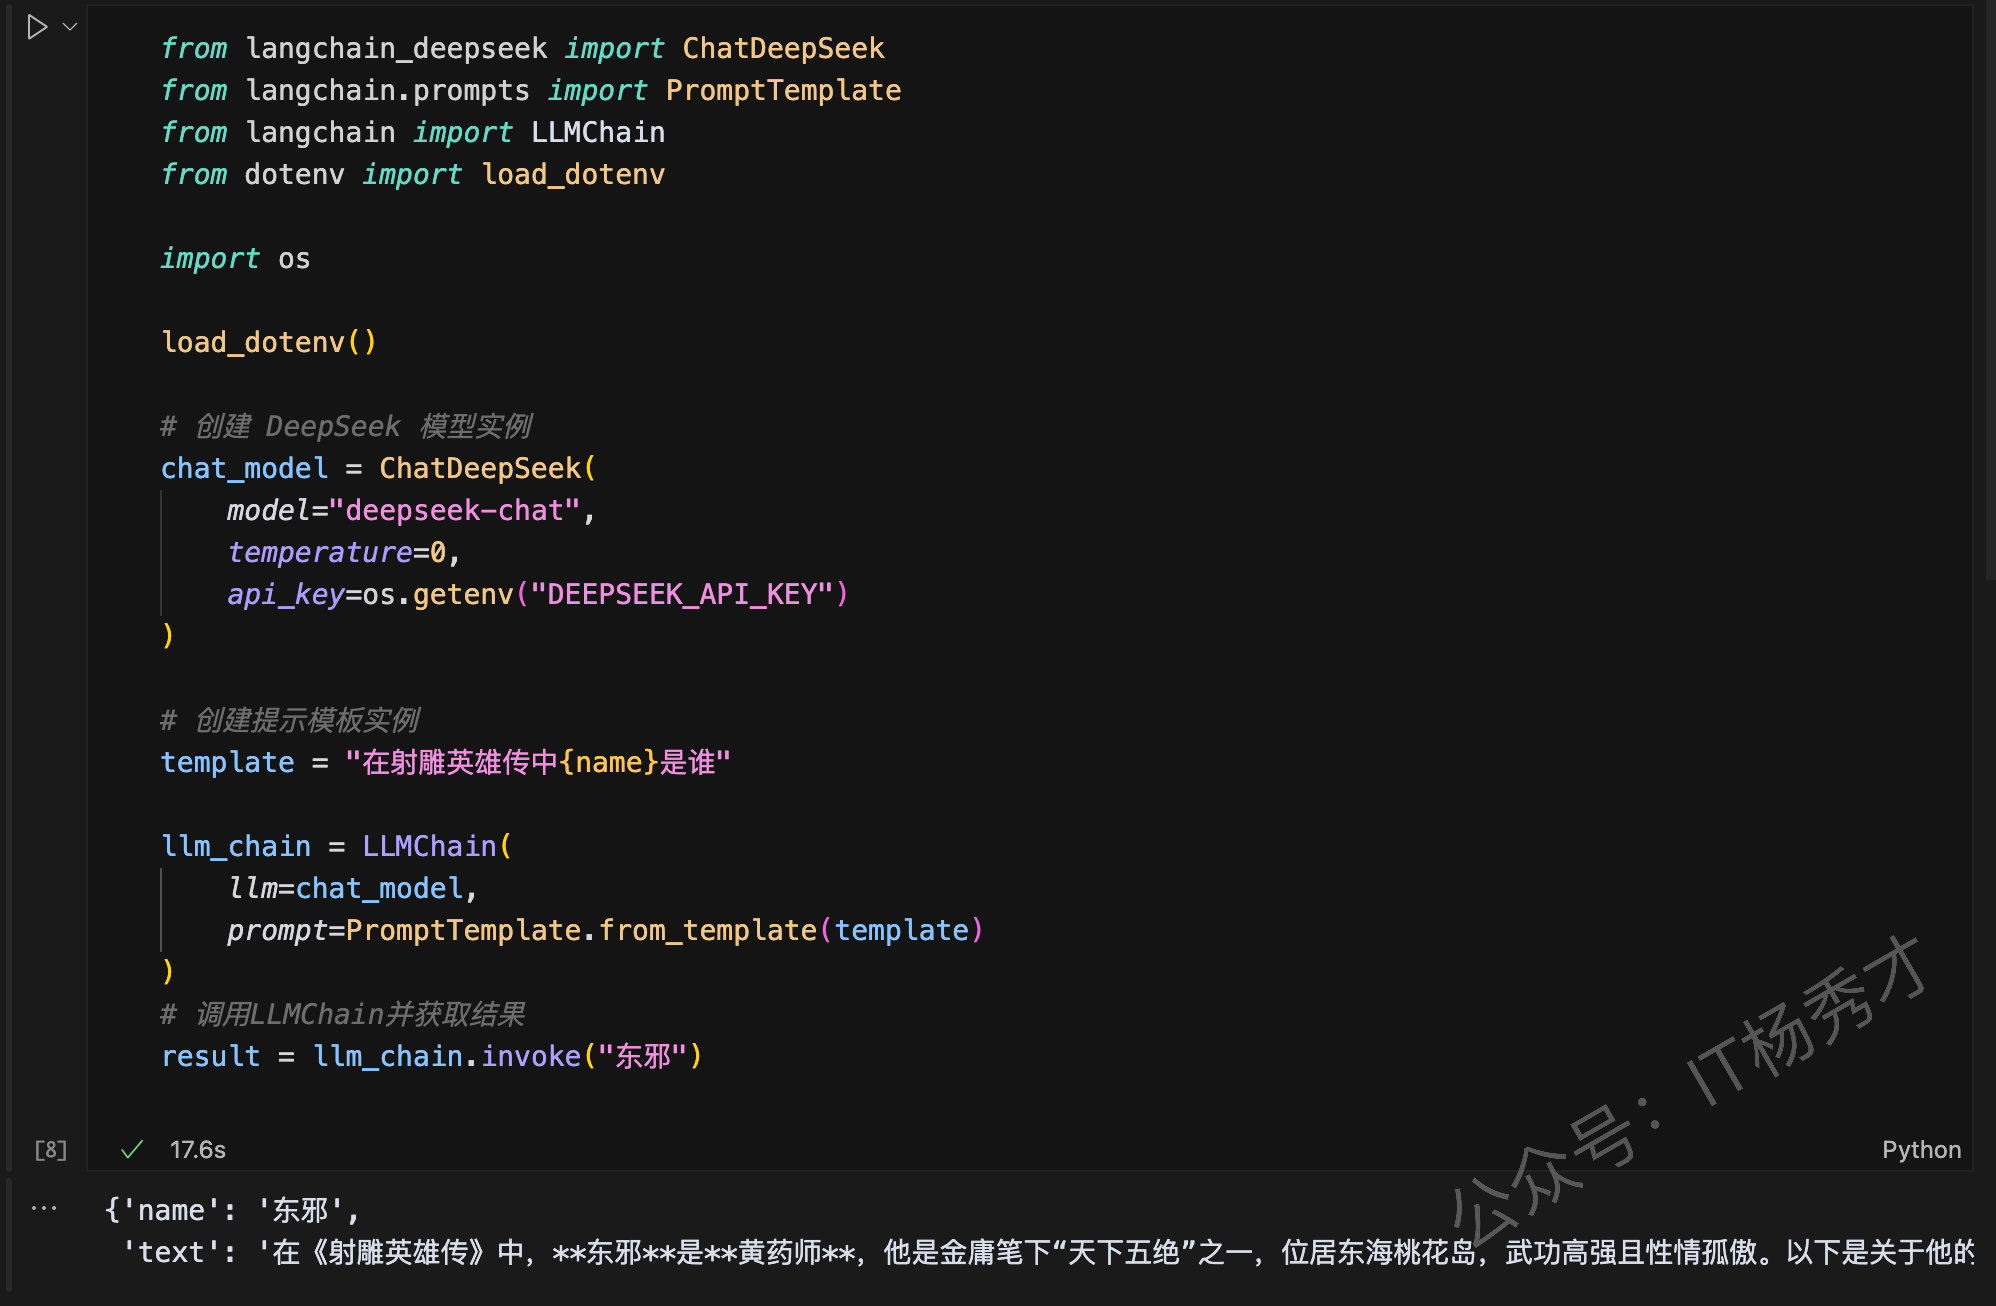 from langchain_deepseek import ChatDeepSeek
from langchain.prompts import PromptTemplate
from langchain import LLMChain
from dotenv import load_dotenv
import os
load_dotenv()
# 创建 DeepSeek 模型实例
chat_model = ChatDeepSeek(
    model="deepseek-chat",
    temperature=0,
    api_key=os.getenv("DEEPSEEK_API_KEY")
)
# 创建提示模板实例
template = "在射雕英雄传中{name}是谁"
llm_chain = LLMChain(
    llm=chat_model,
    prompt=PromptTemplate.from_template(template)
)
# 调用LLMChain并获取结果
result = llm_chain.invoke("东邪")
[8] ✓ 17.6s Python
... {'name': '东邪',
 'text': '在《射雕英雄传》中，**东邪**是**黄药师**，他是金庸笔下“天下五绝”之一，位居东海桃花岛，武功高强且性情孤傲。以下是关于他的
公众号：IT杨秀才